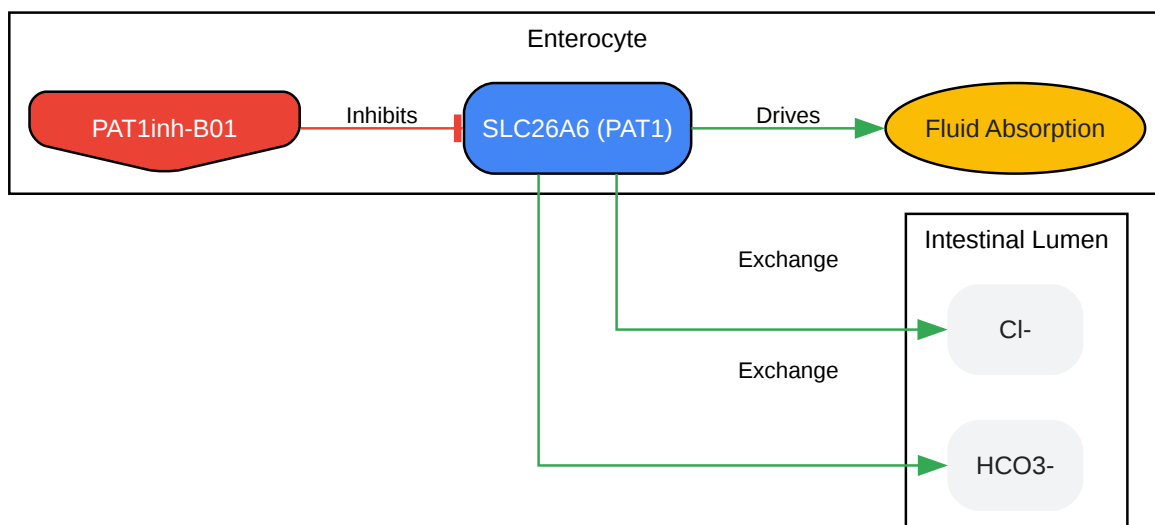 Enterocyte
PAT1inh-B01
Inhibits
SLC26A6 (PAT1)
Drives
Fluid Absorption
Intestinal Lumen
Exchange
Cl-
Exchange
HCO3-